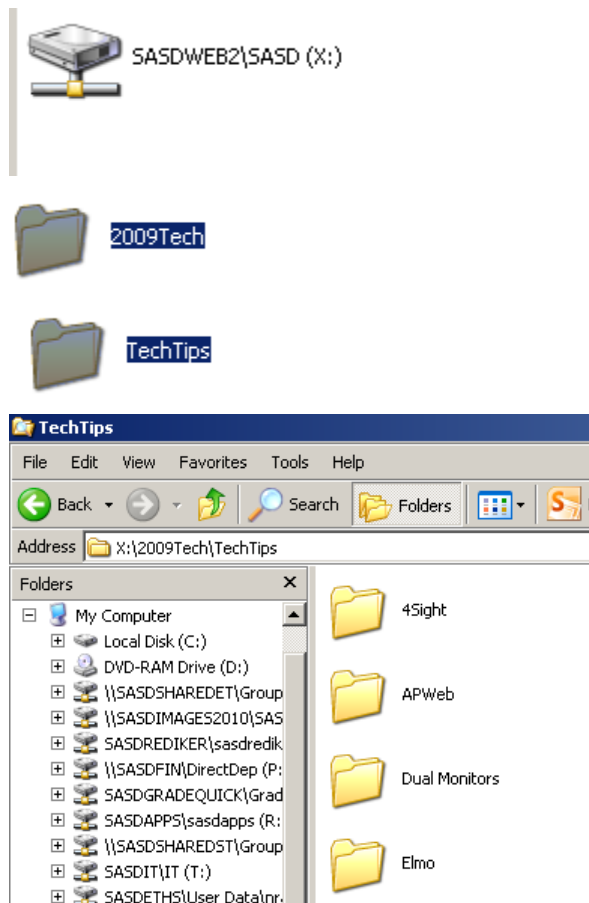 SASDWEB2\SASD (X:)
2009Tech
TechTips
TechTips
File Edit View Favorites Tools Help
Back Search Folders
Address X:\2009Tech\TechTips
Folders
My Computer
Local Disk (C:)
DVD-RAM Drive (D:)
\\SASDSHAREDET\Group
\\SASDIMAGES2010\SAS
SASDREDIKER\sasdredik
\\SASDFIN\DirectDep (P:
SASDGRADEQUICK\Grad
SASDAPPS\sasdapps (R:
\\SASDSHAREDST\Group
SASDIT\IT (T:)
SASDETHS\User Data\nr
4Sight
APWeb
Dual Monitors
Elmo